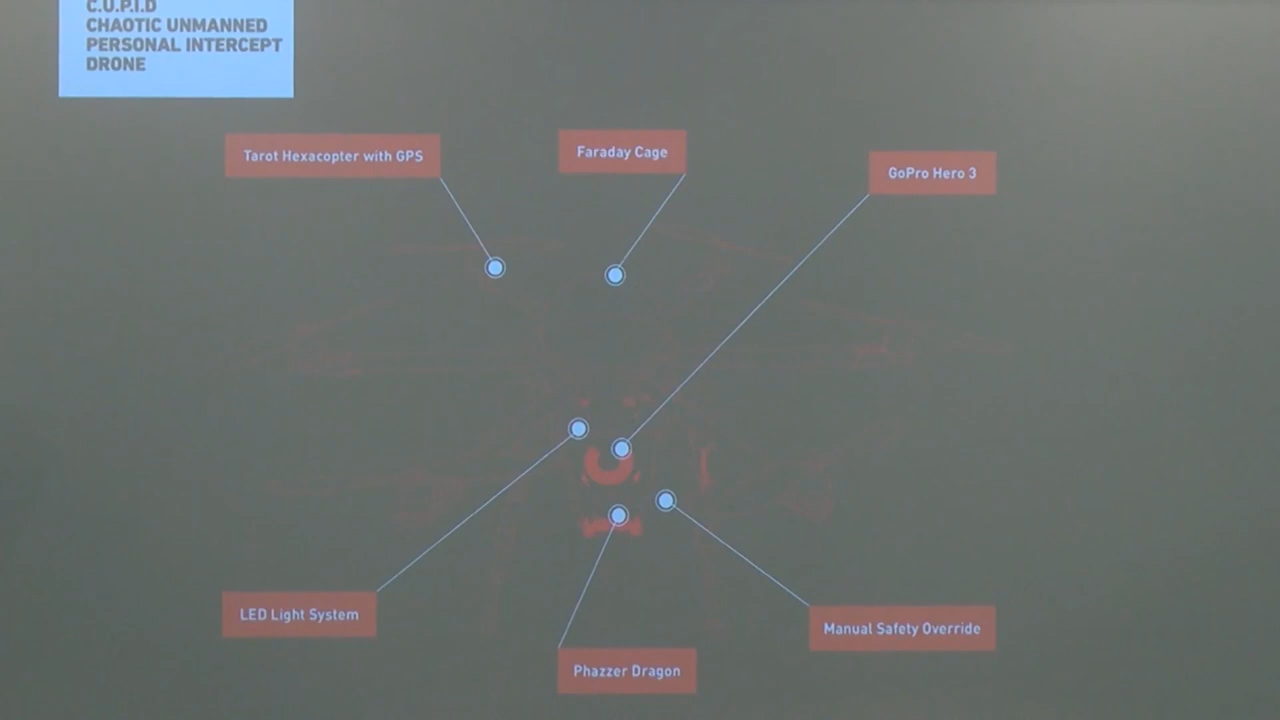 C.U.P.I.D
CHAOTIC UNMANNED
PERSONAL INTERCEPT
DRONE
Tarot Hexacopter with GPS
Faraday Cage
GoPro Hero 3
LED Light System
Manual Safety Override
Phazzer Dragon